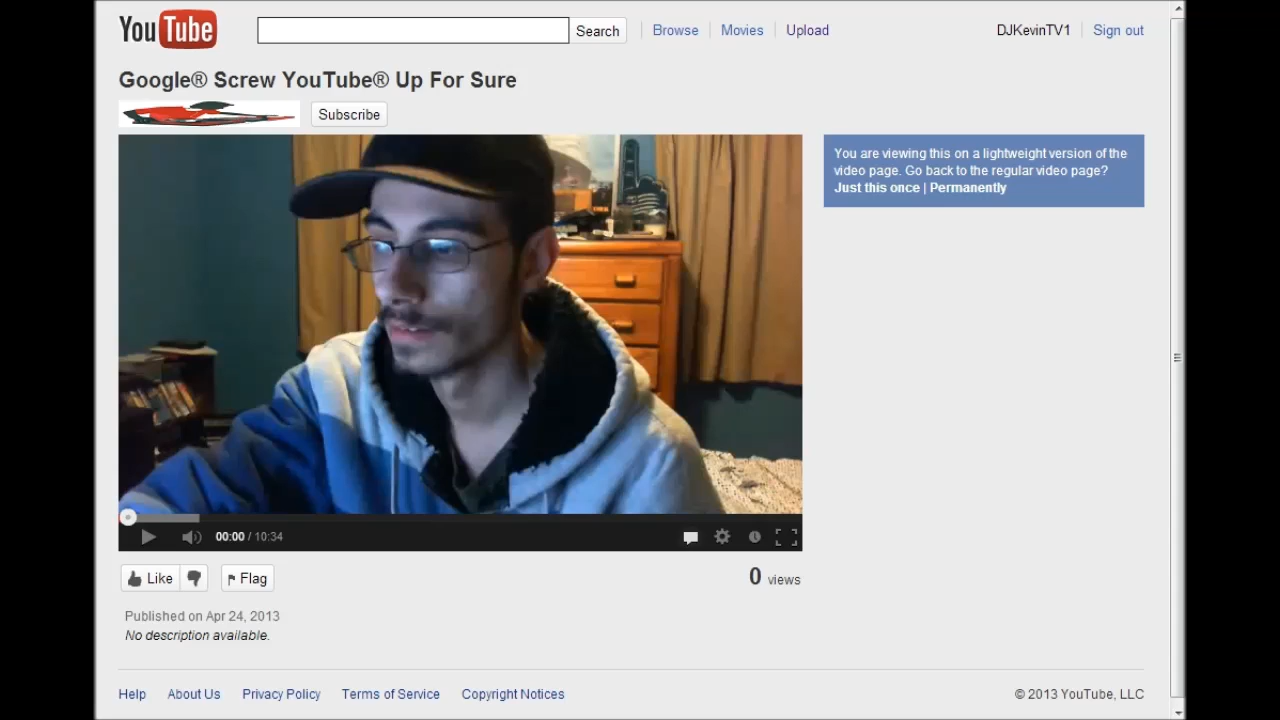 YouTube
Search
Browse
Movies
Upload
DJKevinTV1
Sign out
Google® Screw YouTube® Up For Sure
Subscribe
You are viewing this on a lightweight version of the
video page. Go back to the regular video page?
Just this once | Permanently
00:00 / 10:34
Like
Flag
0 views
Published on Apr 24, 2013
No description available.
Help
About Us
Privacy Policy
Terms of Service
Copyright Notices
© 2013 YouTube, LLC